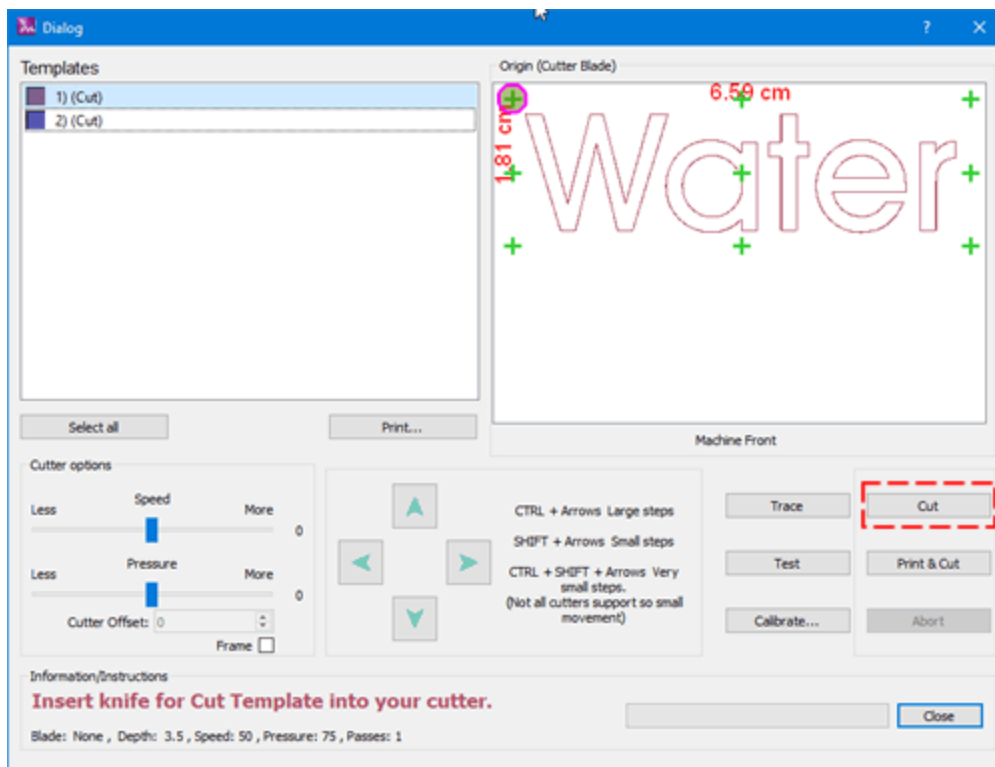 Dialog
?
Templates
1) (Cut)
2) (Cut)
Select all
Print...
Origin (Cutter Blade)
6.59 cm
1.81 cm
Water
Machine Front
Cutter options
Speed
Less
More
0
Pressure
Less
More
0
Cutter Offset: 0
Frame
CTRL + Arrows Large steps
SHIFT + Arrows Small steps
CTRL + SHIFT + Arrows Very
small steps.
(Not all cutters support so small
movement)
Trace
Test
Calibrate...
Cut
Print & Cut
Abort
Information/Instructions
Insert knife for Cut Template into your cutter.
Blade: None , Depth: 3.5 , Speed: 50 , Pressure: 75 , Passes: 1
Close